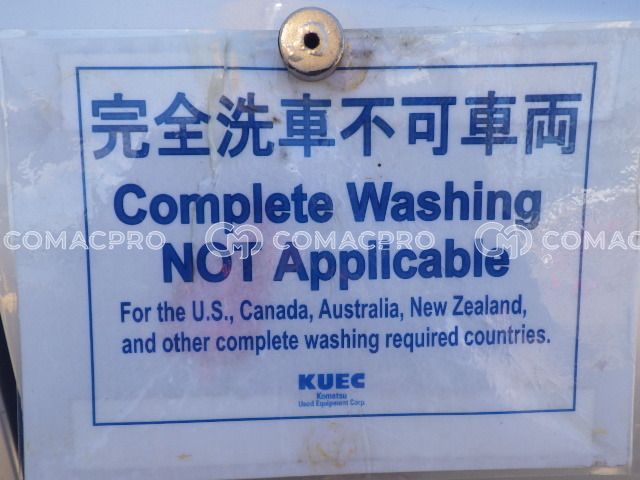 完全洗車不可車両
Complete Washing
COMACPRO COMACPRO COMACPRO
NOT Applicable
For the U.S., Canada, Australia, New Zealand,
and other complete washing required countries.
KUEC
Komatsu
Used Equipment Corp.